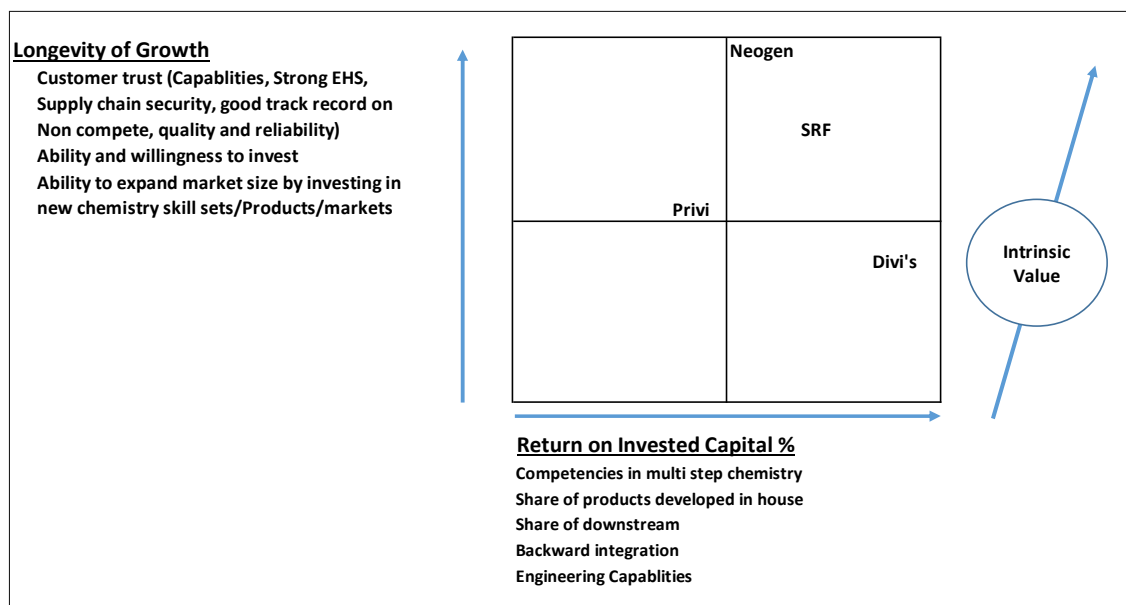 Longevity of Growth
Customer trust (Capablities, Strong EHS,
Supply chain security, good track record on
Non compete, quality and reliability)
Ability and willingness to invest
Ability to expand market size by investing in
new chemistry skill sets/Products/markets
Neogen
SRF
Privi
Divi's
Intrinsic
Value
Return on Invested Capital %
Competencies in multi step chemistry
Share of products developed in house
Share of downstream
Backward integration
Engineering Capablities